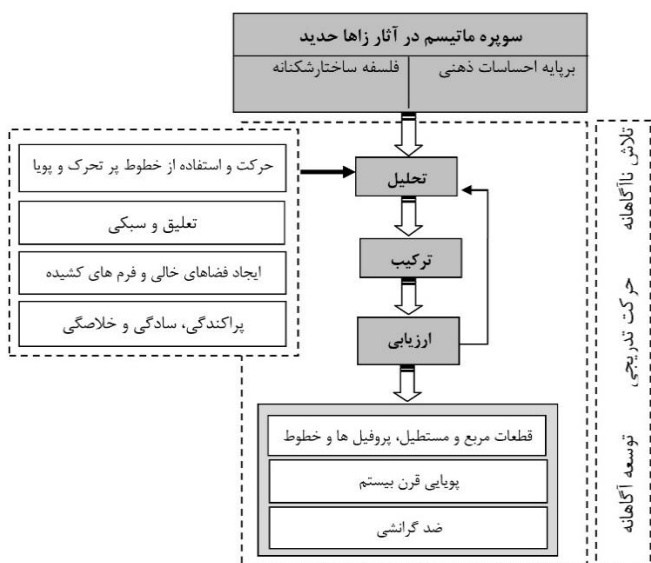 سوپره ماتیسم در آثار زاها حدید
برپایه احساسات ذهنی
فلسفه ساختارشکنانه
تلاش ناآگاهانه
حرکت تدریجی
توسعه آگاهانه
تحلیل
ترکیب
ارزیابی
حرکت و استفاده از خطوط پر تحرک و پویا
تعلیق و سبکی
ایجاد فضاهای خالی و فرم های کشیده
پراکندگی، سادگی و خلاصگی
قطعات مربع و مستطیل، پروفیل ها و خطوط
پویایی قرن بیستم
ضد گرانشی